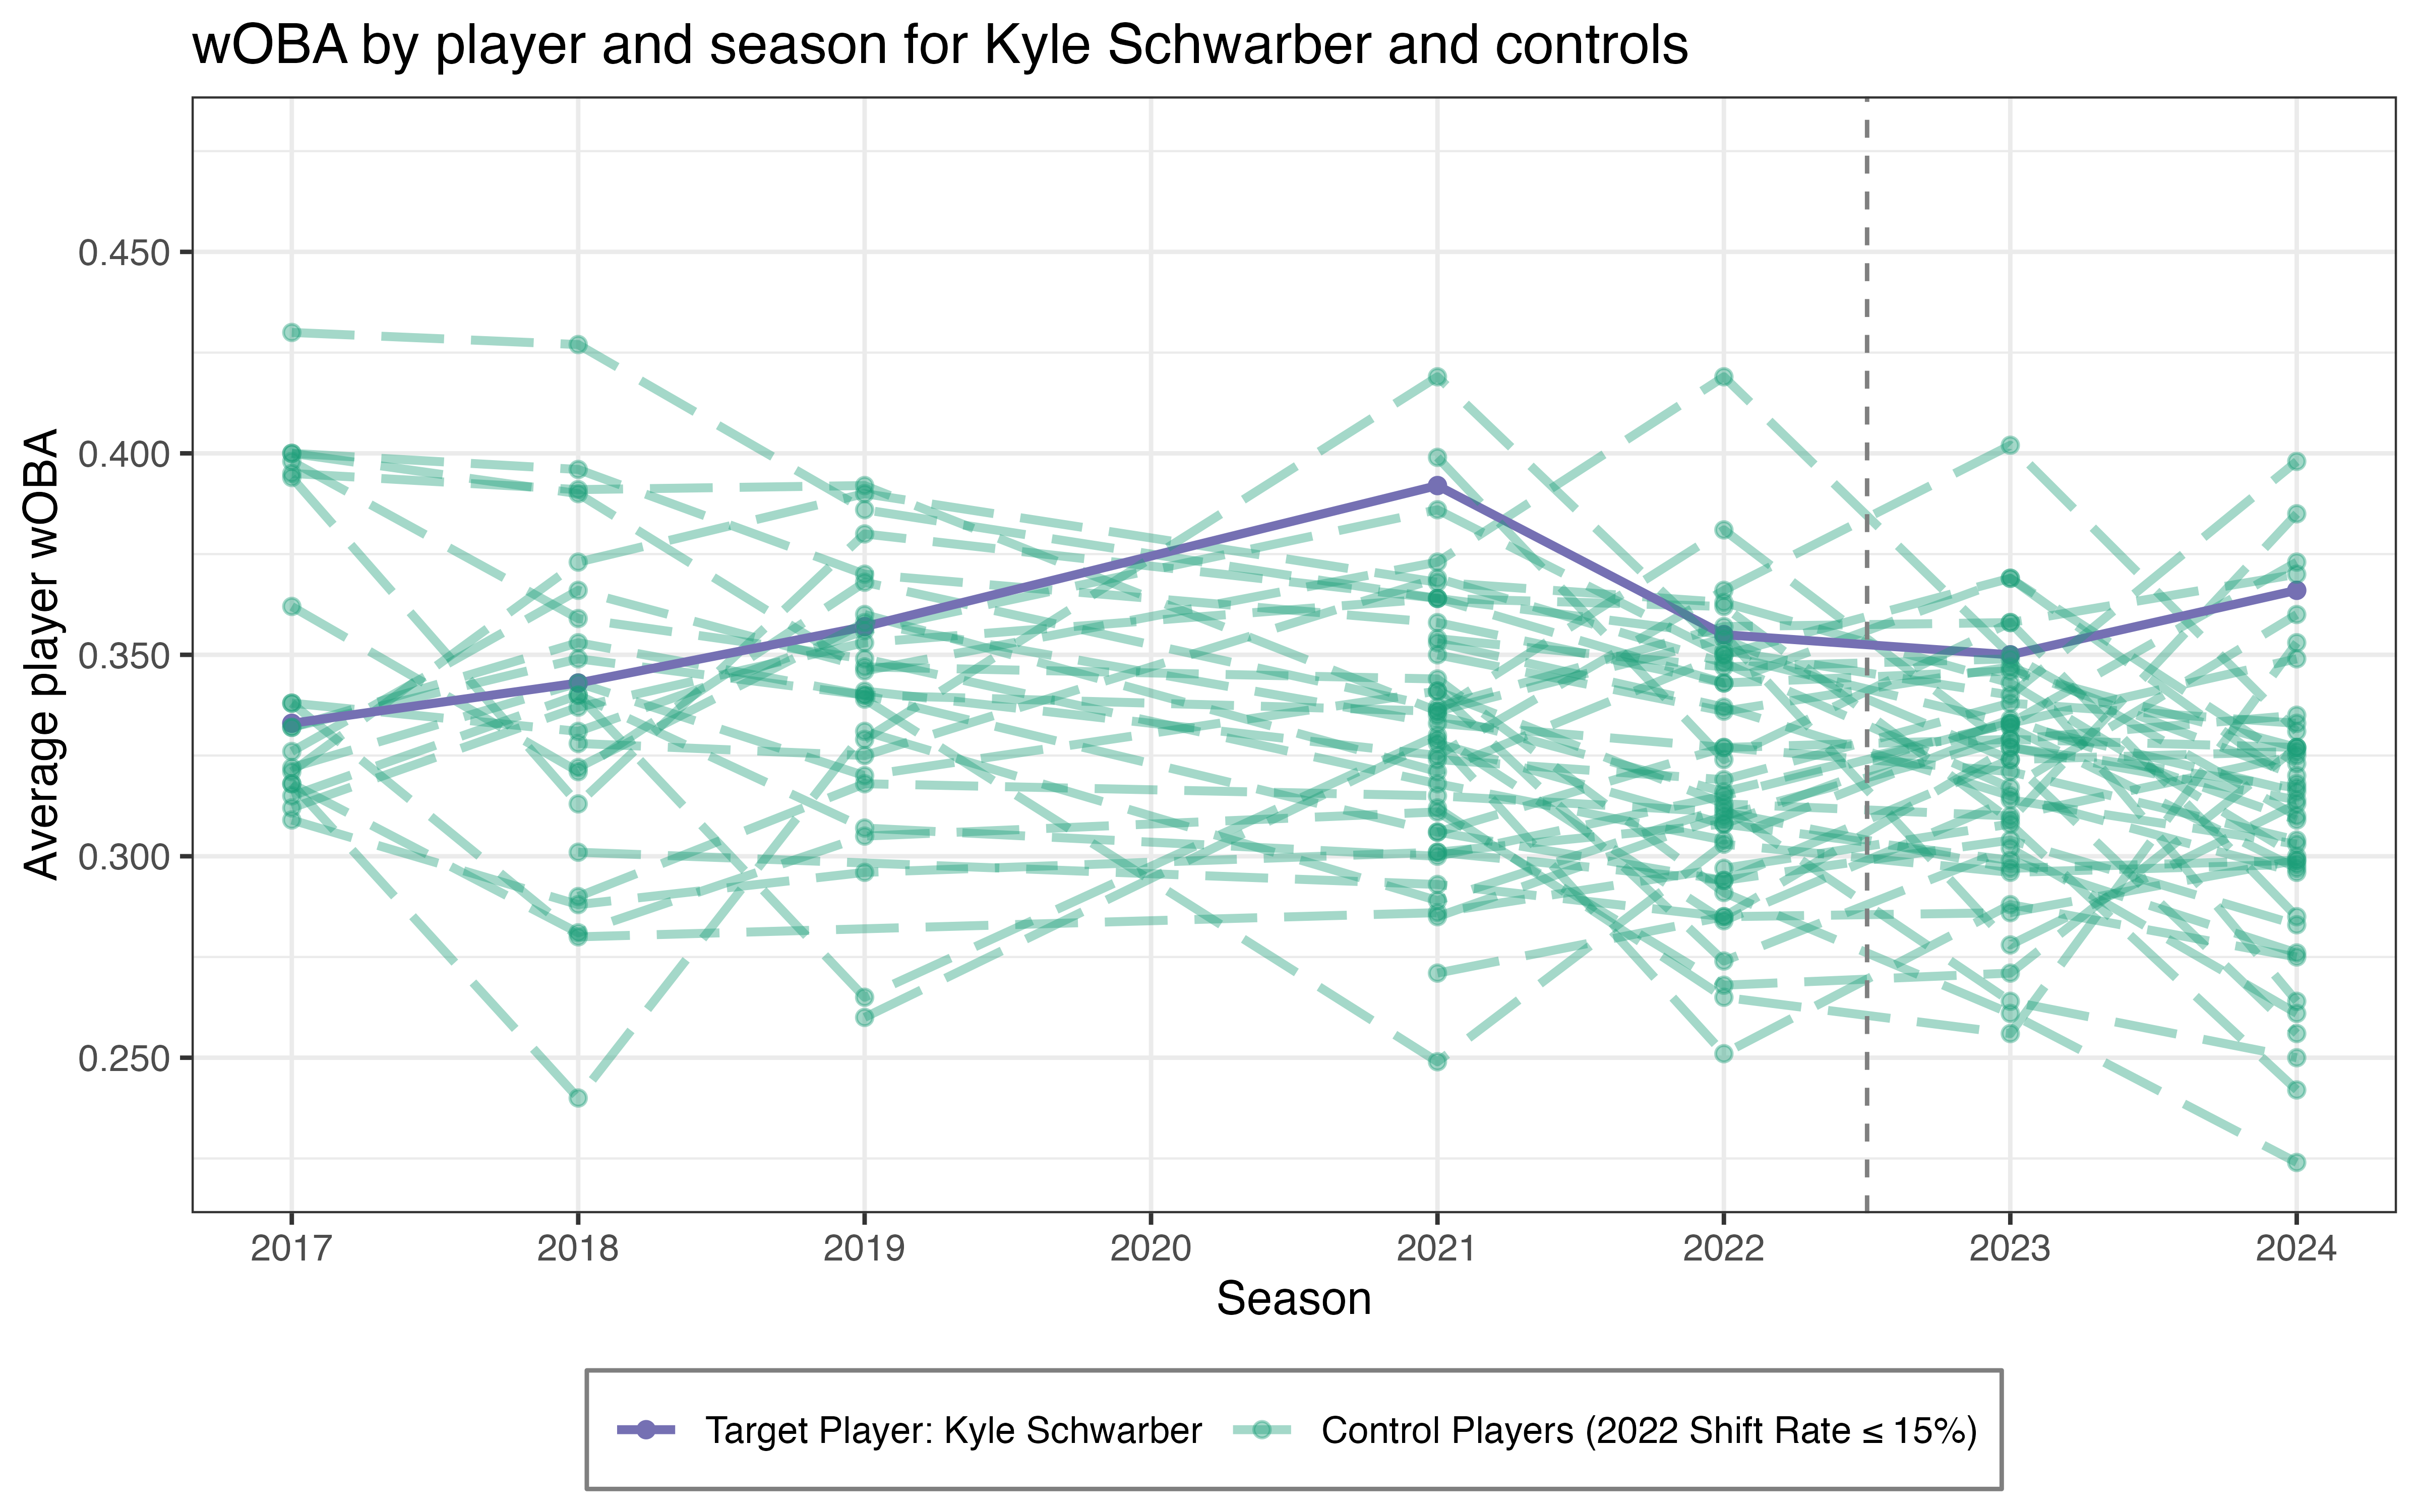 wOBA by player and season for Kyle Schwarber and controls
Average player wOBA
0.450
0.400
0.350
0.300
0.250
2017 2018 2019 2020 2021 2022 2023 2024
Season
Target Player: Kyle Schwarber Control Players (2022 Shift Rate ≤ 15%)